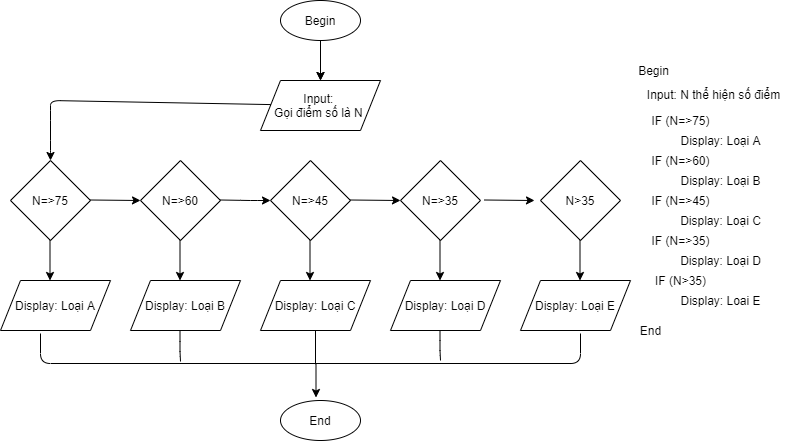 Begin
Input:
Gọi điểm số là N
N=>75
N=>60
N=>45
N=>35
N>35
Display: Loại A
Display: Loại B
Display: Loại C
Display: Loại D
Display: Loại E
End
Begin
Input: N thể hiện số điểm
IF (N=>75)
Display: Loại A
IF (N=>60)
Display: Loại B
IF (N=>45)
Display: Loại C
IF (N=>35)
Display: Loại D
IF (N>35)
Display: Loai E
End